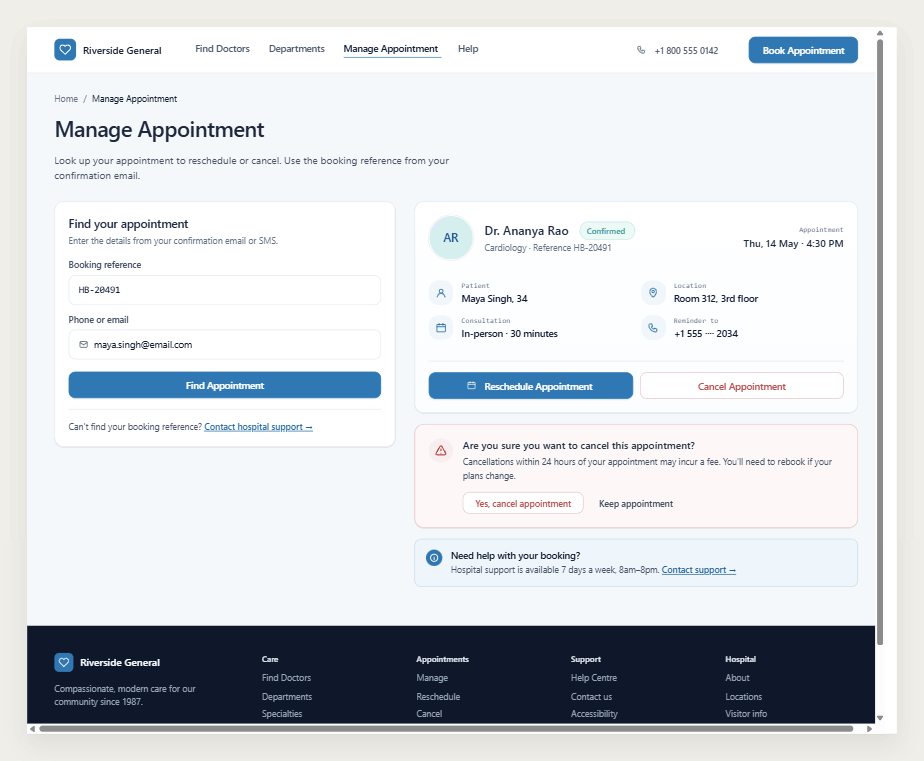 Riverside General
Find Doctors
Departments
Manage Appointment
Help
+1 800 555 0142
Book Appointment
Home / Manage Appointment
Manage Appointment
Look up your appointment to reschedule or cancel. Use the booking reference from your
confirmation email.
Find your appointment
Enter the details from your confirmation email or SMS.
Booking reference
HB-20491
Phone or email
maya.singh@email.com
Find Appointment
Can't find your booking reference? Contact hospital support →
AR
Dr. Ananya Rao
Confirmed
Cardiology · Reference HB-20491
Appointment
Thu, 14 May · 4:30 PM
Patient
Maya Singh, 34
Location
Room 312, 3rd floor
Consultation
In-person · 30 minutes
Reminder to
+1 555 ···· 2034
Reschedule Appointment
Cancel Appointment
Are you sure you want to cancel this appointment?
Cancellations within 24 hours of your appointment may incur a fee. You'll need to rebook if your
plans change.
Yes, cancel appointment
Keep appointment
Need help with your booking?
Hospital support is available 7 days a week, 8am–8pm. Contact support →
Riverside General
Compassionate, modern care for our
community since 1987.
Care
Find Doctors
Departments
Specialties
Appointments
Manage
Reschedule
Cancel
Support
Help Centre
Contact us
Accessibility
Hospital
About
Locations
Visitor info